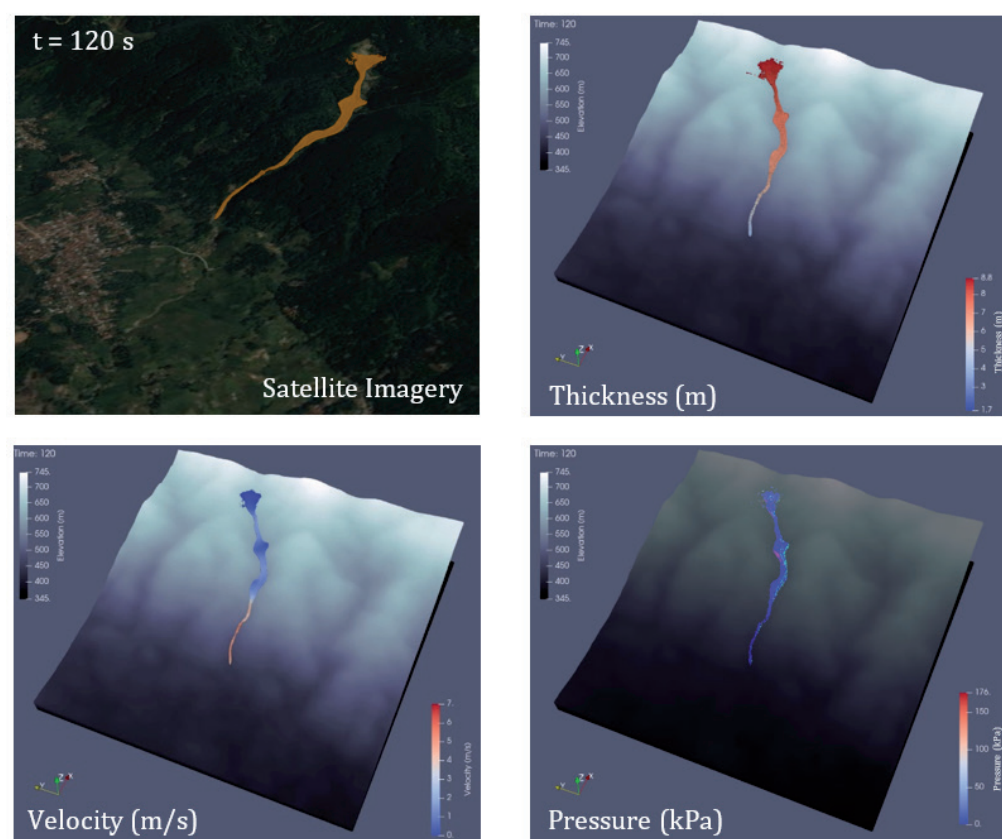 t = 120 s
Satellite Imagery
Time: 120
745.
700
650
600
550
500
450
400
345.
Elevation (m)
8.8
8
7
6
5
4
3
1.7
Thickness (m)
Y
Z
X
Thickness (m)
Time: 120
745.
700
650
600
550
500
450
400
345.
Elevation (m)
7.
6
5
4
3
2
1
0.
Velocity (m/s)
Y
Z
X
Velocity (m/s)
Time: 120
745.
700
650
600
550
500
450
400
345.
Elevation (m)
176.
150
100
50
0.
Pressure (kPa)
Y
Z
X
Pressure (kPa)